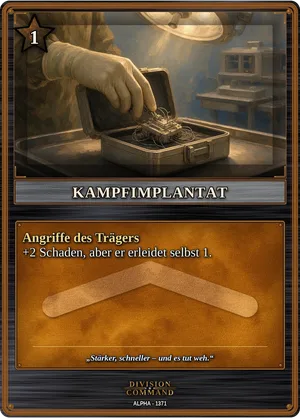 1
KAMPFIMPLANTAT
Angriffe des Trägers
+2 Schaden, aber er erleidet selbst 1.
„Stärker, schneller – und es tut weh.“
DIVISION
COMMAND
ALPHA - 1371